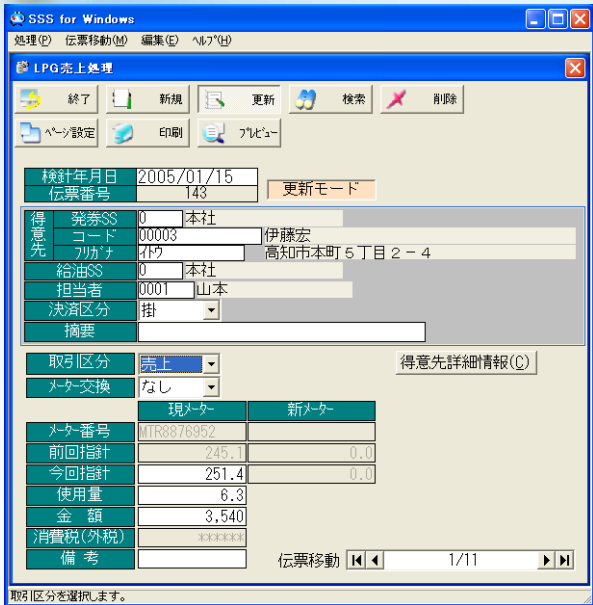 SSS for Windows
処理(P) 伝票移動(M) 編集(E) ヘルプ(H)
LPG売上処理
終了 新規 更新 検索 削除
ページ設定 印刷 プレビュー
検針年月日 2005/01/15
伝票番号 143 更新モード
得意先 発券SS 0 本社
コード 00003 伊藤宏
フリガナ イトウ 高知市本町5丁目2-4
給油SS 0 本社
担当者 0001 山本
決済区分 掛
摘要
取引区分 売上 得意先詳細情報(C)
メーター交換 なし
現メーター 新メーター
メーター番号 MTR8876952
前回指針 245.1 0.0
今回指針 251.4 0.0
使用量 6.3
金 額 3,540
消費税(外税) ******
備 考 伝票移動 1/11
取引区分を選択します。